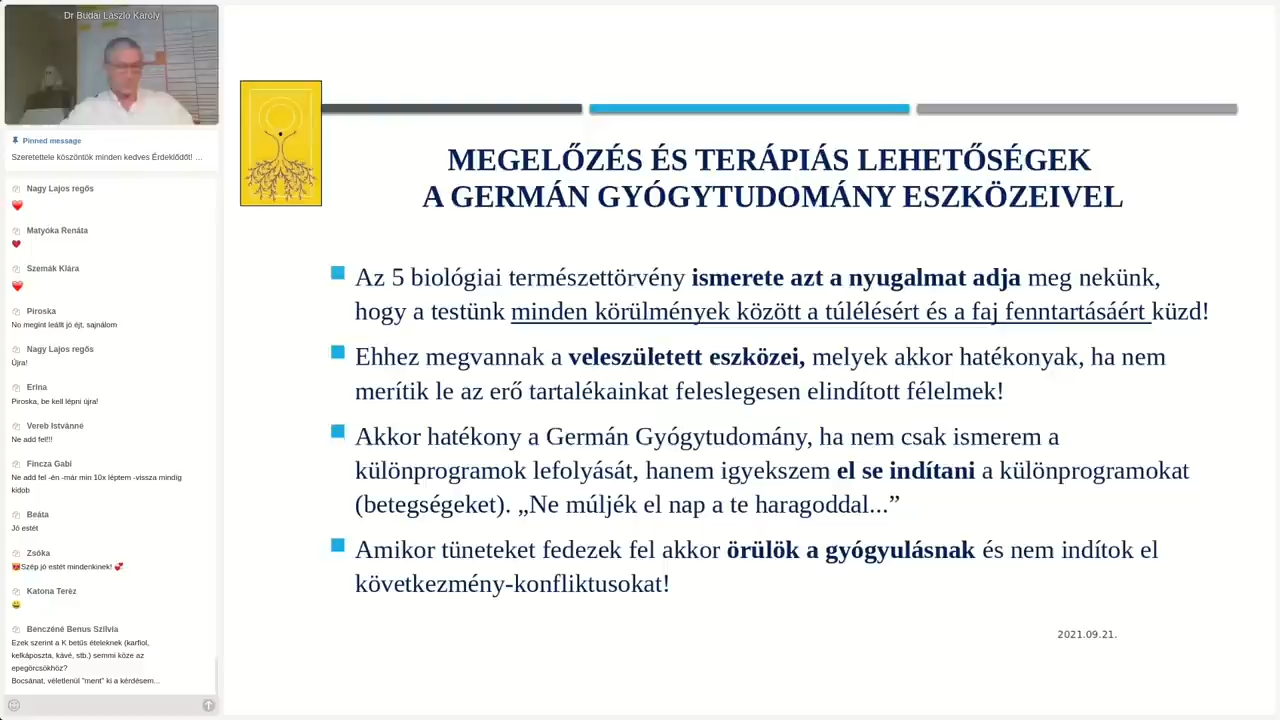 Dr Budai László Károly
Pinned message
Szeretettele köszöntök minden kedves Érdeklődőt! ...
Nagy Lajos regős
Matyóka Renáta
Szemák Klára
Piroska
No megint leállt jó éjt, sajnálom
Nagy Lajos regős
Újra!
Erina
Piroska, be kell lépni újra!
Vereb Istvánné
Ne add fel!!!
Fincza Gabi
Ne add fel -én -már min 10x léptem -vissza mindig
kidob
Beáta
Jó estét
Zsóka
Szép jó estét mindenkinek!
Katona Teréz
Benczéné Benus Szilvia
Ezek szerint a K betűs ételeknek (karfiol,
kelkáposzta, kávé, stb.) semmi köze az
epegörcsökhöz?
Bocsánat, véletlenül "ment" ki a kérdésem...
MEGELŐZÉS ÉS TERÁPIÁS LEHETŐSÉGEK
A GERMÁN GYÓGYTUDOMÁNY ESZKÖZEIVEL
Az 5 biológiai természettörvény ismerete azt a nyugalmat adja meg nekünk,
hogy a testünk minden körülmények között a túlélésért és a faj fenntartásáért küzd!
Ehhez megvannak a veleszületett eszközei, melyek akkor hatékonyak, ha nem
merítik le az erő tartalékainkat feleslegesen elindított félelmek!
Akkor hatékony a Germán Gyógytudomány, ha nem csak ismerem a
különprogramok lefolyását, hanem igyekszem el se indítani a különprogramokat
(betegségeket). „Ne múljék el nap a te haragoddal...”
Amikor tüneteket fedezek fel akkor örülök a gyógyulásnak és nem indítok el
következmény-konfliktusokat!
2021.09.21.